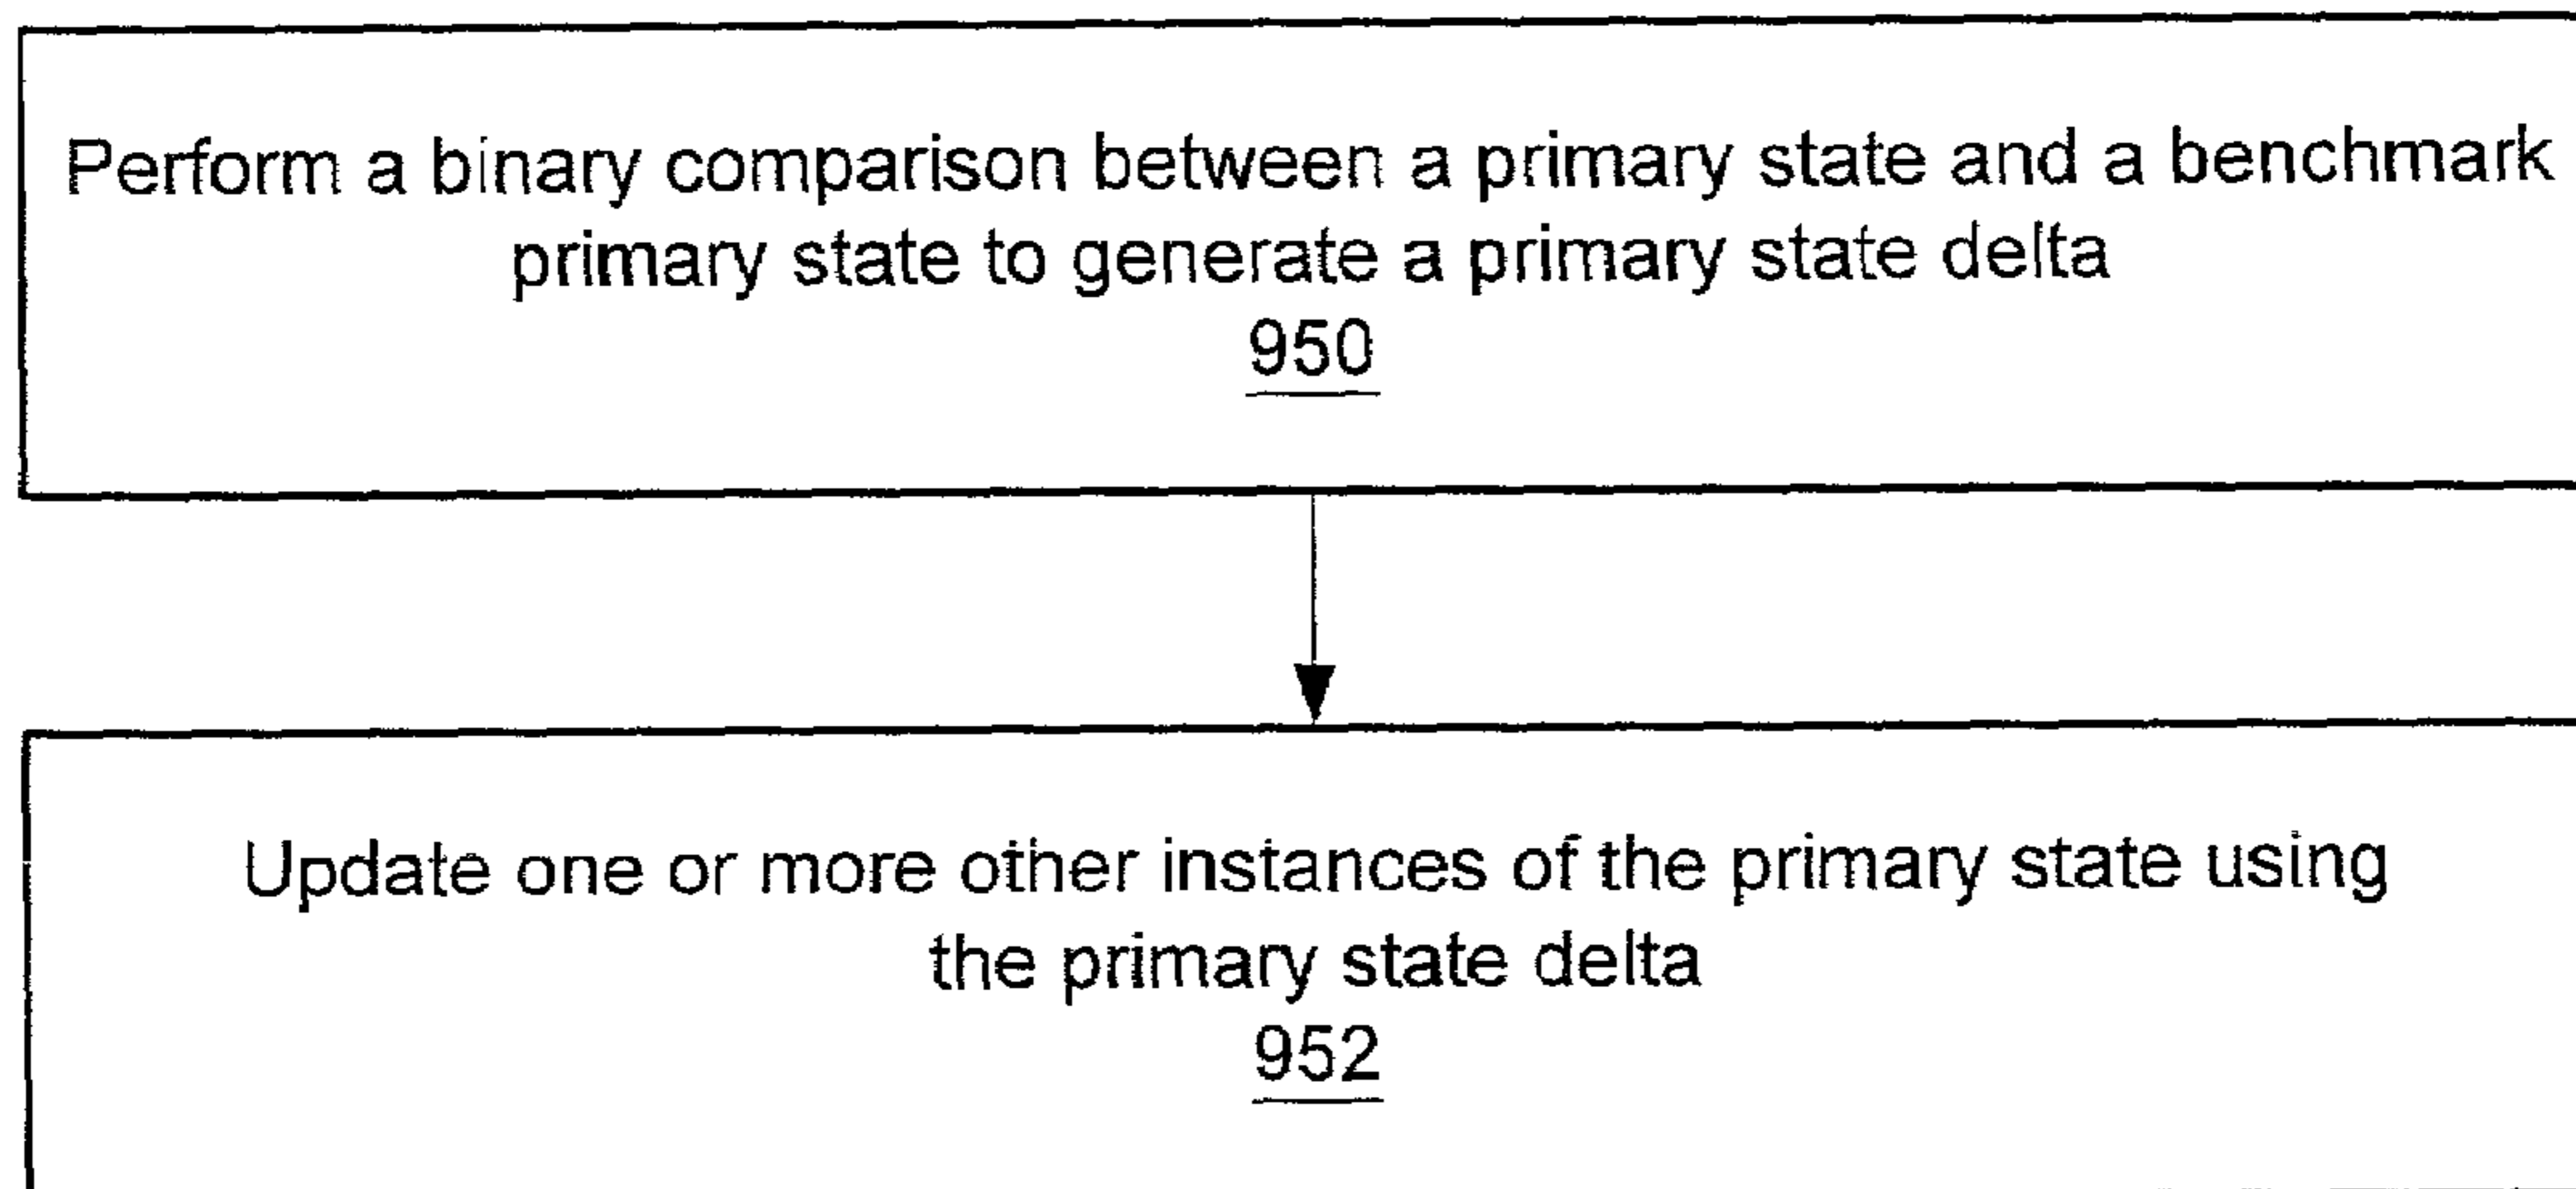 Perform a binary comparison between a primary state and a benchmark
primary state to generate a primary state delta
950
Update one or more other instances of the primary state using
the primary state delta
952